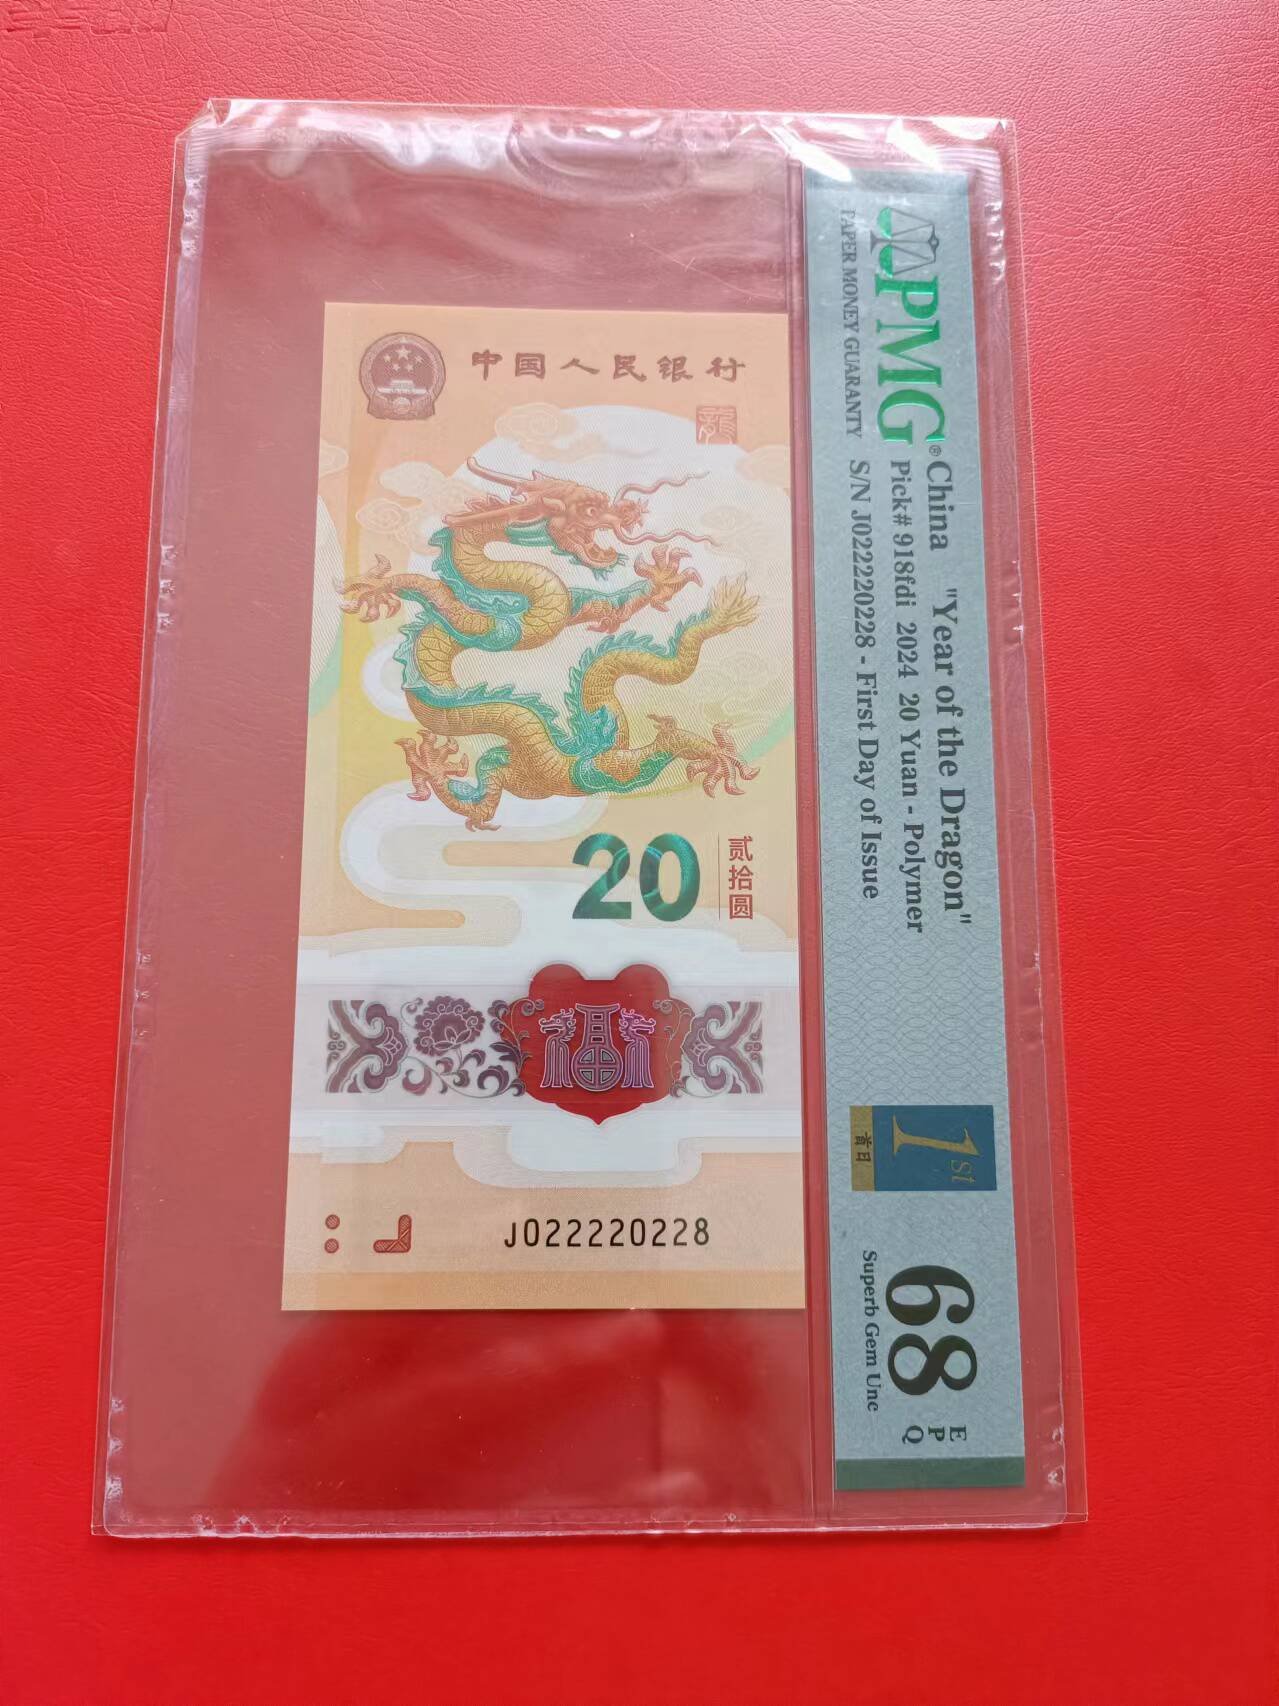 中国人民银行
龍
20
贰拾圆
福
J022220228
PMG®
PAPER MONEY GUARANTY
China "Year of the Dragon"
Pick# 918fdi 2024 20 Yuan - Polymer
S/N J022220228 - First Day of Issue
1st
首日
68
EPQ
Superb Gem Unc